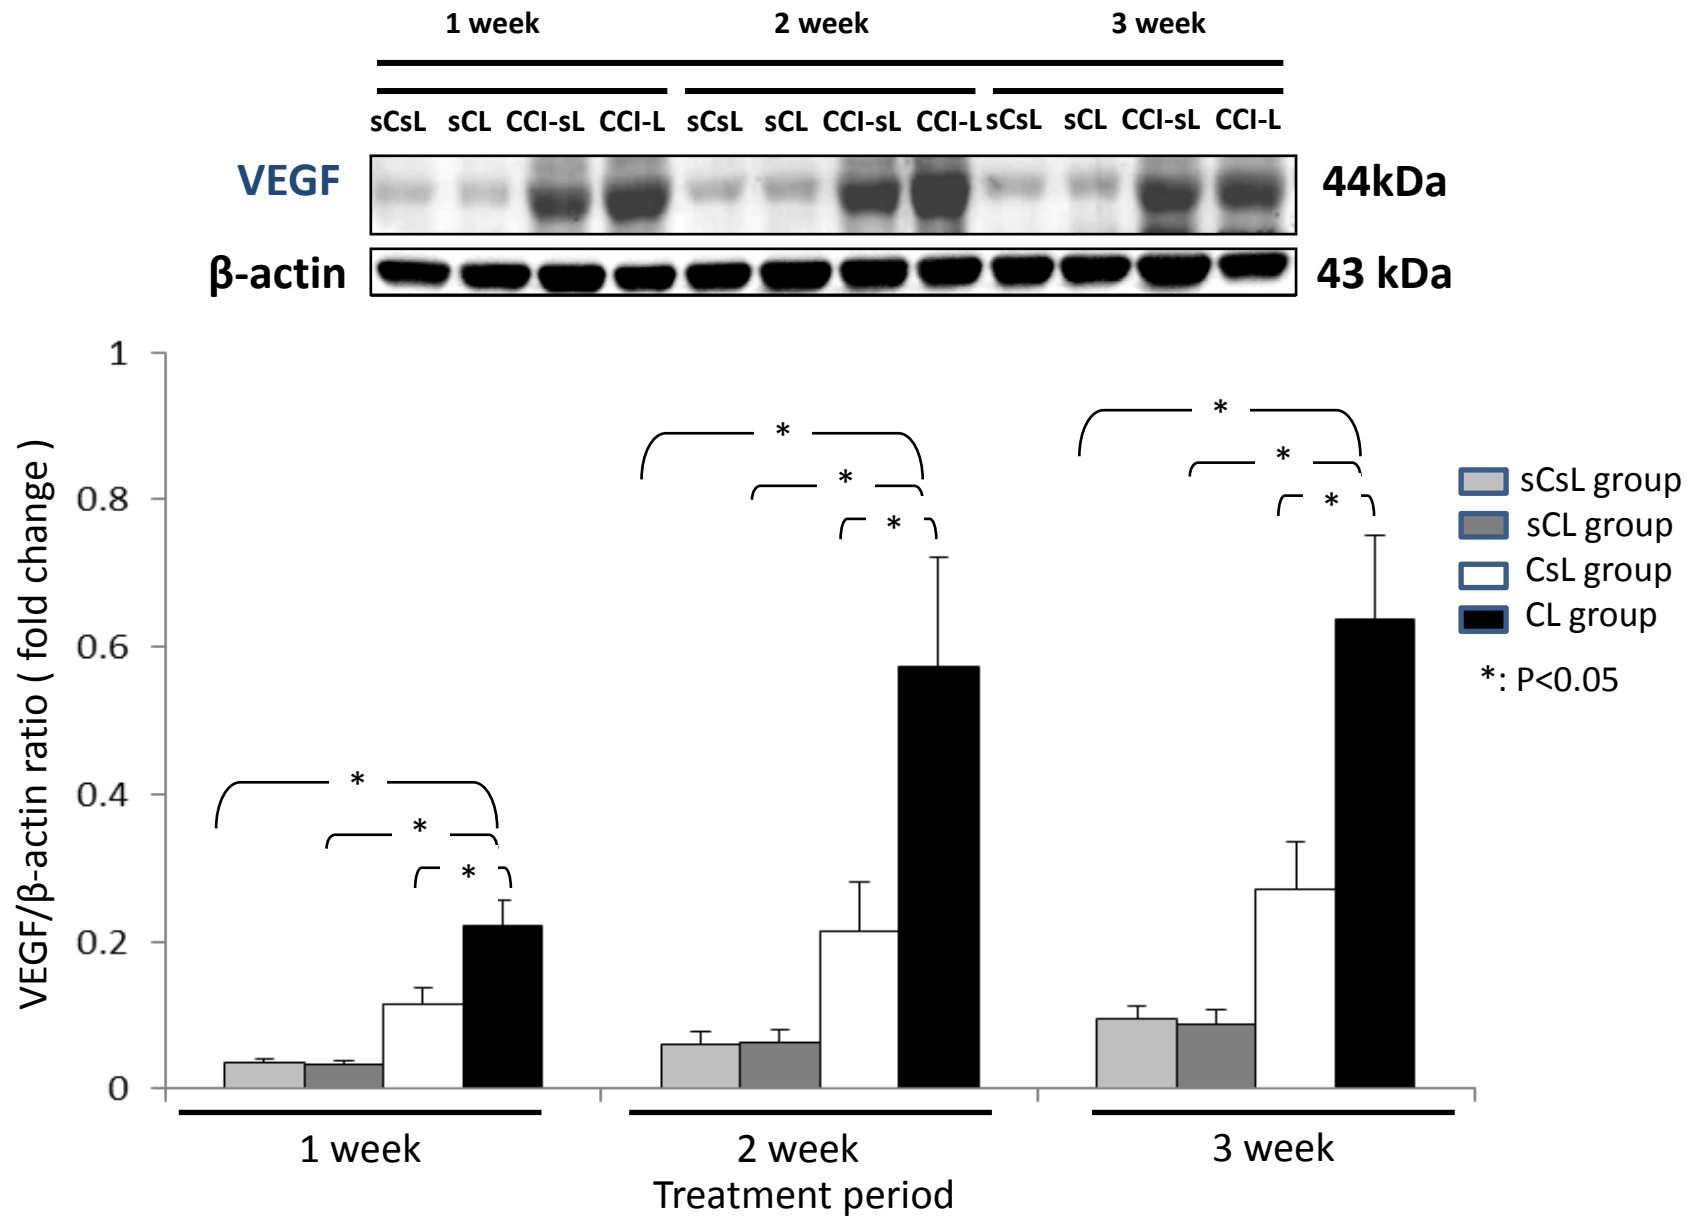 1 week 2 week 3 week
sCsL sCL CCI-sL CCI-L sCsL sCL CCI-sL CCI-L sCsL sCL CCI-sL CCI-L
VEGF 44kDa
β-actin 43 kDa
VEGF/β-actin ratio ( fold change )
1
0.8
0.6
0.4
0.2
0
* * *
* * *
* * *
sCsL group
sCL group
CsL group
CL group
*: P<0.05
1 week 2 week 3 week
Treatment period